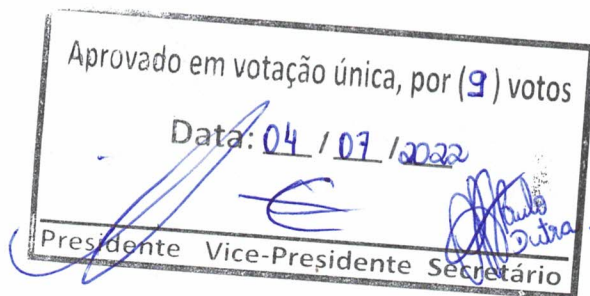 Aprovado em votação única, por (9) votos
Data: 04 / 07 / 2022
Paulo
Dutra
Presidente Vice-Presidente Secretário